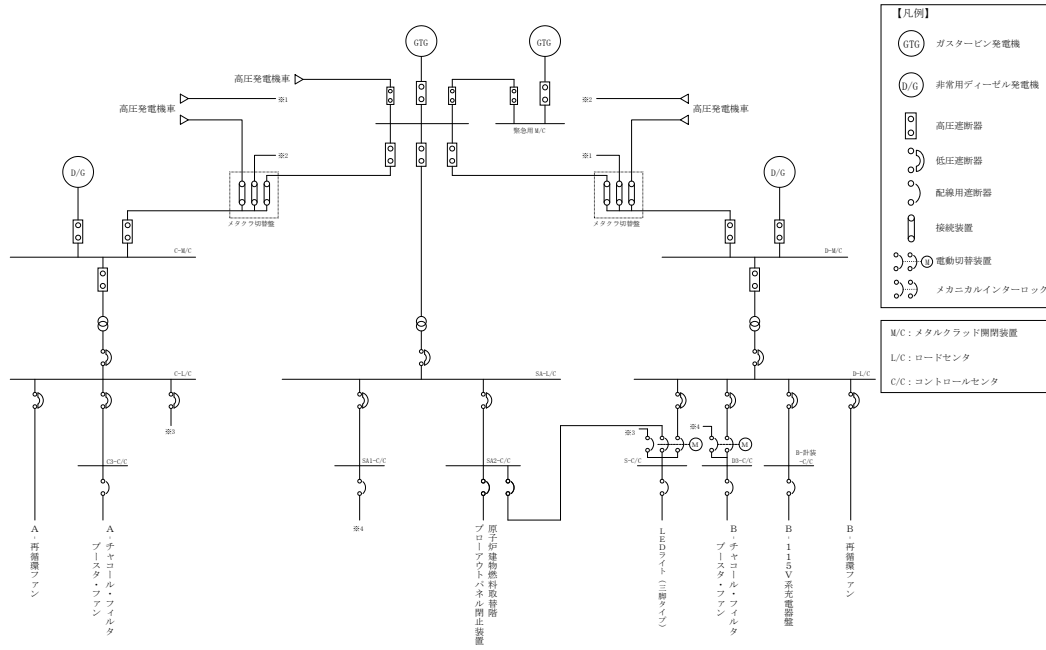 GTG
GTG
高圧発電機車
※1
※2
高圧発電機車
高圧発電機車
緊急用M/C
※2
※1
D/G
D/G
メタクラ切替盤
メタクラ切替盤
C-M/C
D-M/C
C-L/C
SA-L/C
D-L/C
※3
※3
※4
M
M
C3-C/C
SA1-C/C
SA2-C/C
S-C/C
D3-C/C
B-計装
-C/C
※4
A-再循環ファン
A-チャコール・フィルタ
ブースタ・ファン
原子炉建物燃料取替階
ブローアウトパネル閉止装置
LEDライト（三脚タイプ）
B-チャコール・フィルタ
ブースタ・ファン
B-115V系充電器盤
B-再循環ファン
【凡例】
GTG ガスタービン発電機
D/G 非常用ディーゼル発電機
高圧遮断器
低圧遮断器
配線用遮断器
接続装置
M 電動切替装置
メカニカルインターロック
M/C：メタルクラッド開閉装置
L/C：ロードセンタ
C/C：コントロールセンタ